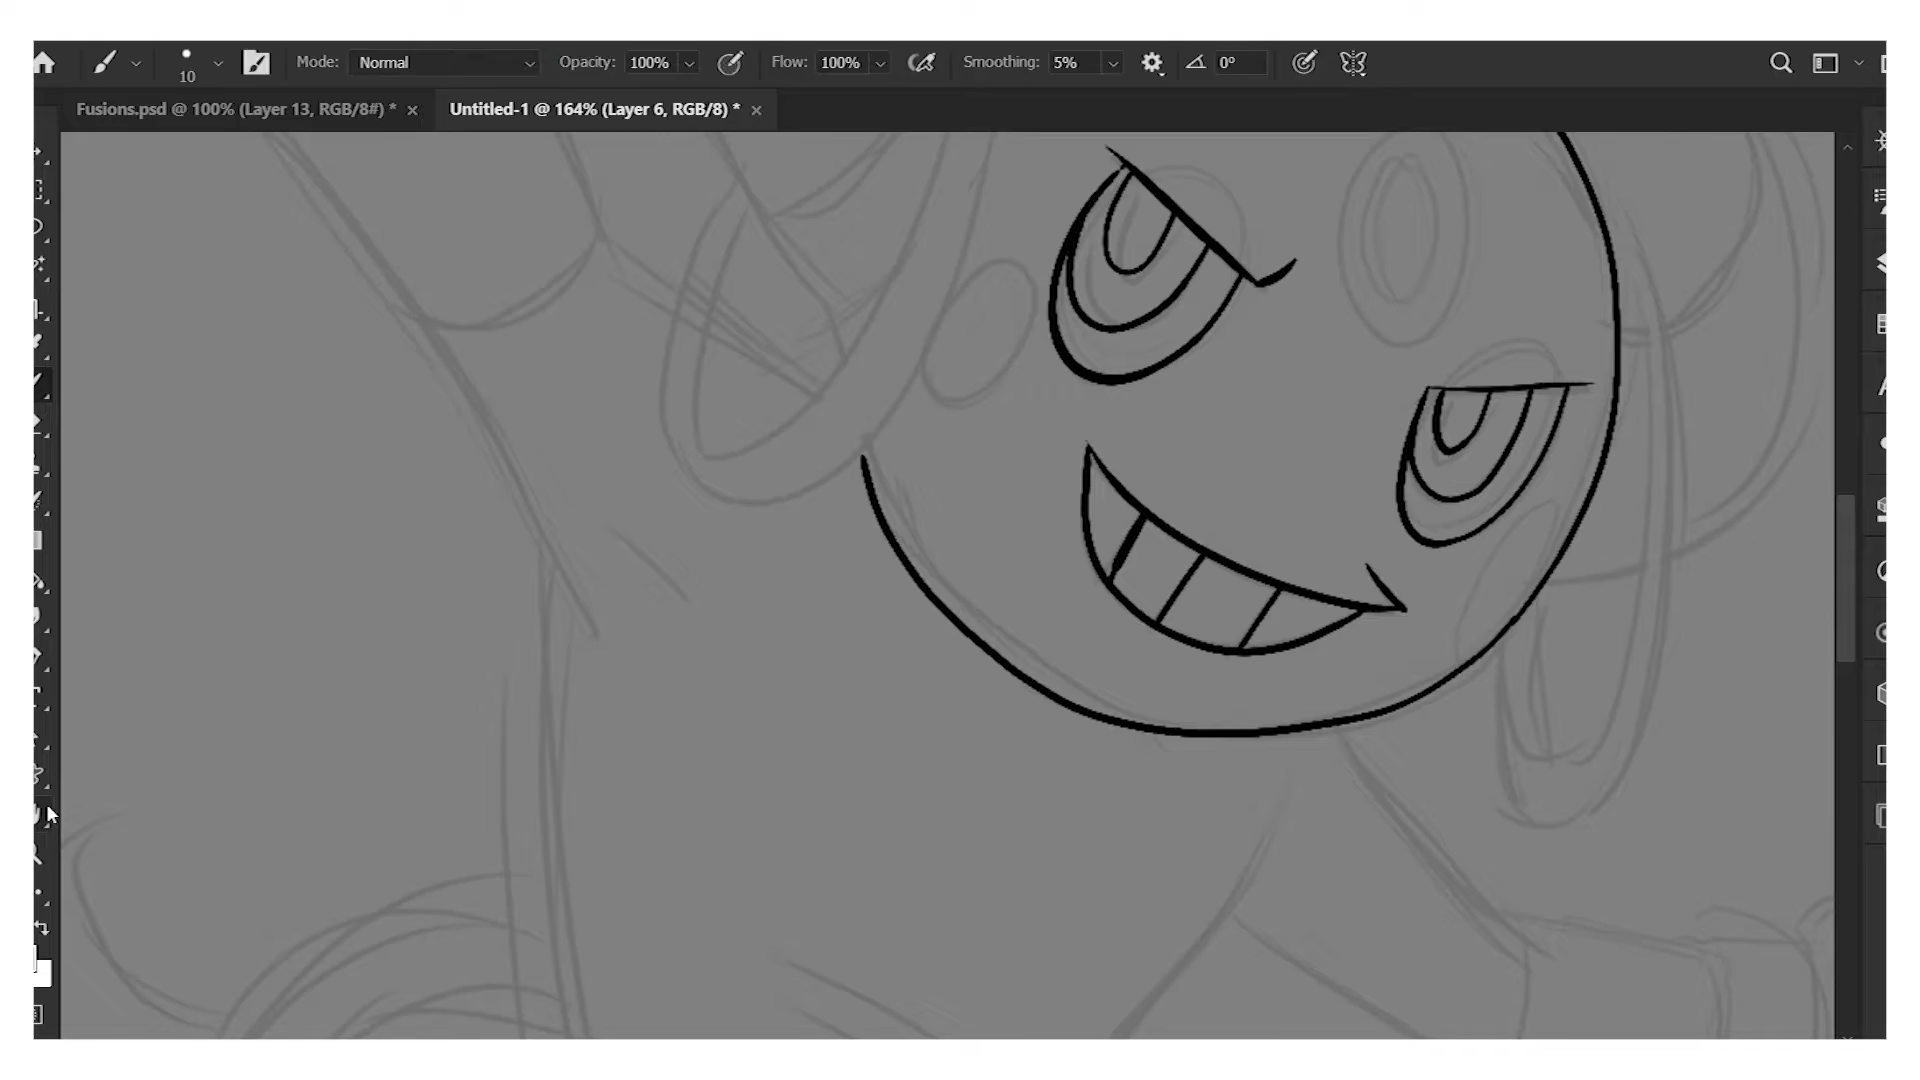 10 Mode: Normal Opacity: 100% Flow: 100% Smoothing: 5% 0°
Fusions.psd @ 100% (Layer 13, RGB/8#) * Untitled-1 @ 164% (Layer 6, RGB/8) *